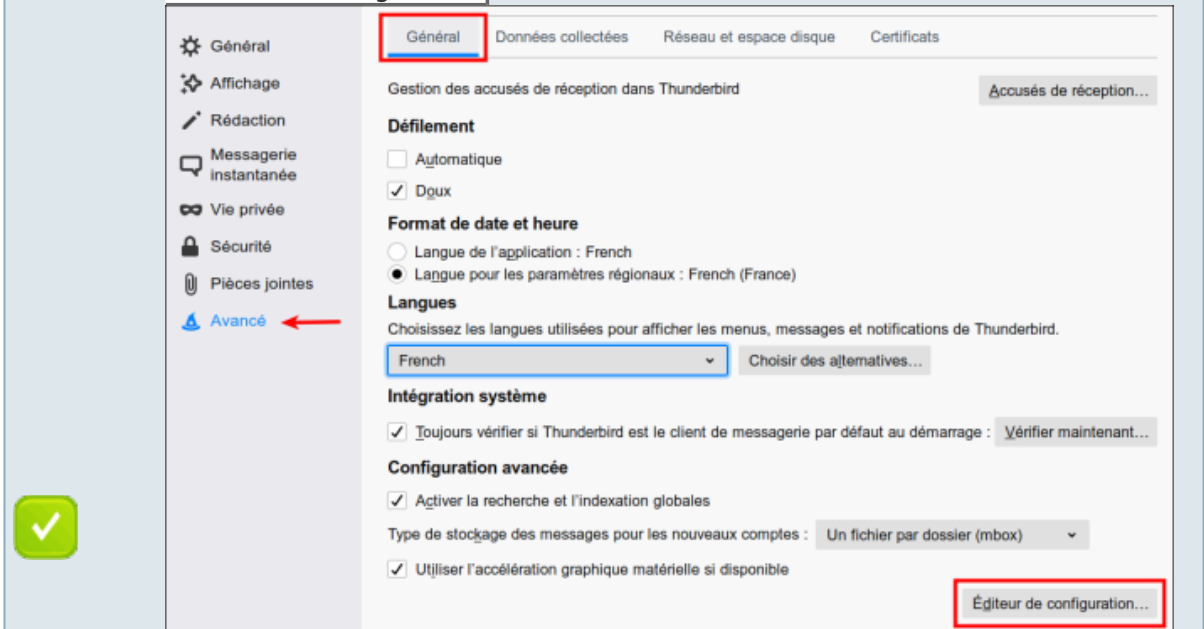 Général
Affichage
Rédaction
Messagerie
instantanée
Vie privée
Sécurité
Pièces jointes
Avancé
Général Données collectées Réseau et espace disque Certificats
Gestion des accusés de réception dans Thunderbird Accusés de réception...
Défilement
Automatique
Doux
Format de date et heure
Langue de l'application : French
Langue pour les paramètres régionaux : French (France)
Langues
Choisissez les langues utilisées pour afficher les menus, messages et notifications de Thunderbird.
French Choisir des alternatives...
Intégration système
Toujours vérifier si Thunderbird est le client de messagerie par défaut au démarrage : Vérifier maintenant...
Configuration avancée
Activer la recherche et l'indexation globales
Type de stockage des messages pour les nouveaux comptes : Un fichier par dossier (mbox)
Utiliser l'accélération graphique matérielle si disponible
Éditeur de configuration...